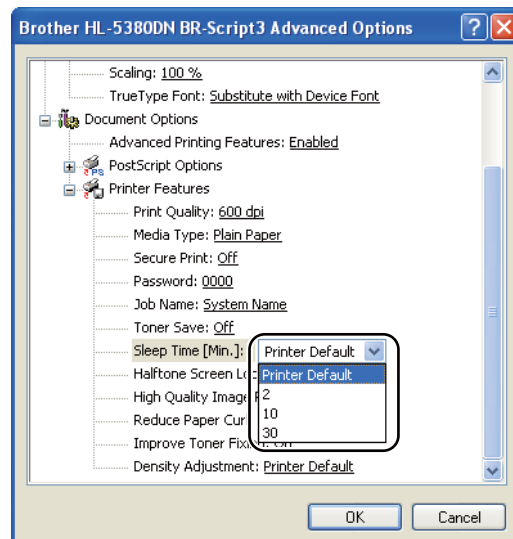 Brother HL-5380DN BR-Script3 Advanced Options
Scaling: 100 %
TrueType Font: Substitute with Device Font
Document Options
Advanced Printing Features: Enabled
PostScript Options
Printer Features
Print Quality: 600 dpi
Media Type: Plain Paper
Secure Print: Off
Password: 0000
Job Name: System Name
Toner Save: Off
Sleep Time [Min.]: Printer Default
Halftone Screen
Printer Default
High Quality Image
2
Reduce Paper
10
Improve Toner
30
Density Adjustment: Printer Default
OK Cancel